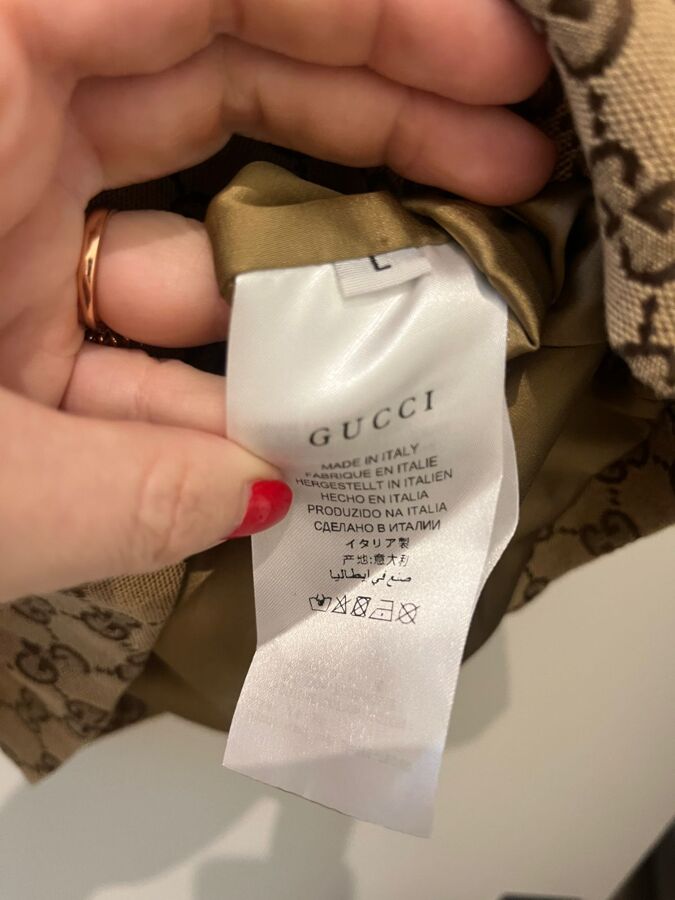 L
GUCCI
MADE IN ITALY
FABRIQUE EN ITALIE
HERGESTELLT IN ITALIEN
HECHO EN ITALIA
PRODUZIDO NA ITALIA
СДЕЛАНО В ИТАЛИИ
イタリア製
产地:意大利
صنع في ايطاليا